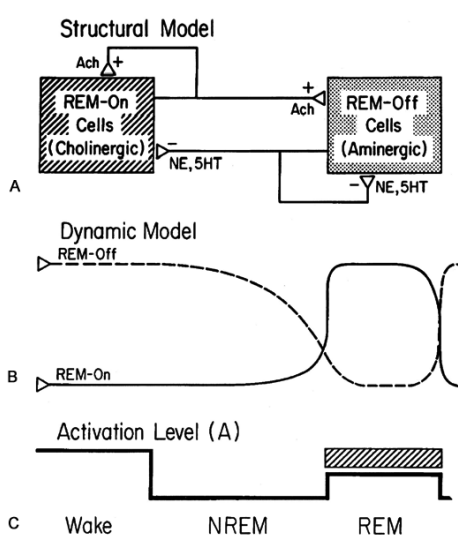 Structural Model
Ach +
REM-On
Cells
(Cholinergic)
+
Ach
REM-Off
Cells
(Aminergic)
−
NE,5HT
− NE,5HT
A
Dynamic Model
REM-Off
REM-On
B
Activation Level (A)
C Wake NREM REM